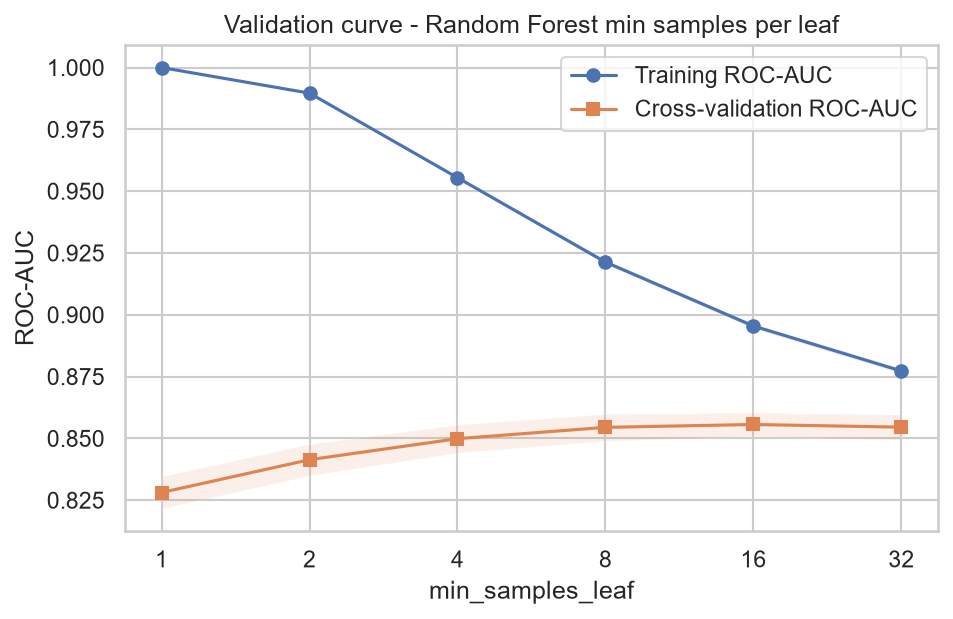 Validation curve - Random Forest min samples per leaf
Training ROC-AUC
Cross-validation ROC-AUC
ROC-AUC
1.000
0.975
0.950
0.925
0.900
0.875
0.850
0.825
1 2 4 8 16 32
min_samples_leaf